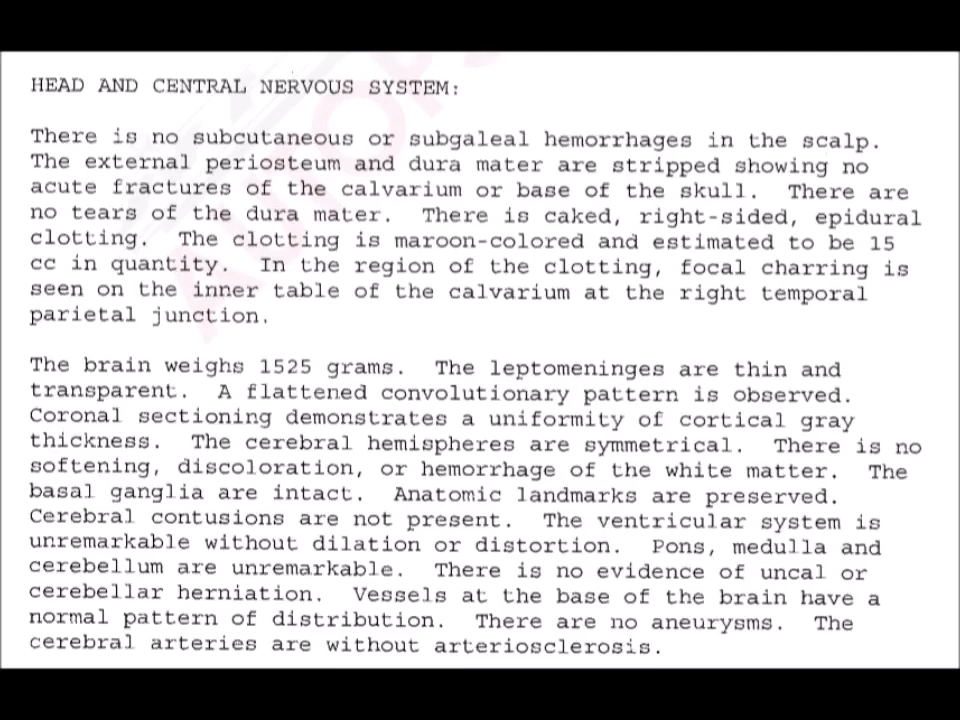 HEAD AND CENTRAL NERVOUS SYSTEM:
There is no subcutaneous or subgaleal hemorrhages in the scalp.
The external periosteum and dura mater are stripped showing no
acute fractures of the calvarium or base of the skull.  There are
no tears of the dura mater.  There is caked, right-sided, epidural
clotting.  The clotting is maroon-colored and estimated to be 15
cc in quantity.  In the region of the clotting, focal charring is
seen on the inner table of the calvarium at the right temporal
parietal junction.
The brain weighs 1525 grams.  The leptomeninges are thin and
transparent.  A flattened convolutionary pattern is observed.
Coronal sectioning demonstrates a uniformity of cortical gray
thickness.  The cerebral hemispheres are symmetrical.  There is no
softening, discoloration, or hemorrhage of the white matter.  The
basal ganglia are intact.  Anatomic landmarks are preserved.
Cerebral contusions are not present.  The ventricular system is
unremarkable without dilation or distortion.  Pons, medulla and
cerebellum are unremarkable.  There is no evidence of uncal or
cerebellar herniation.  Vessels at the base of the brain have a
normal pattern of distribution.  There are no aneurysms.  The
cerebral arteries are without arteriosclerosis.